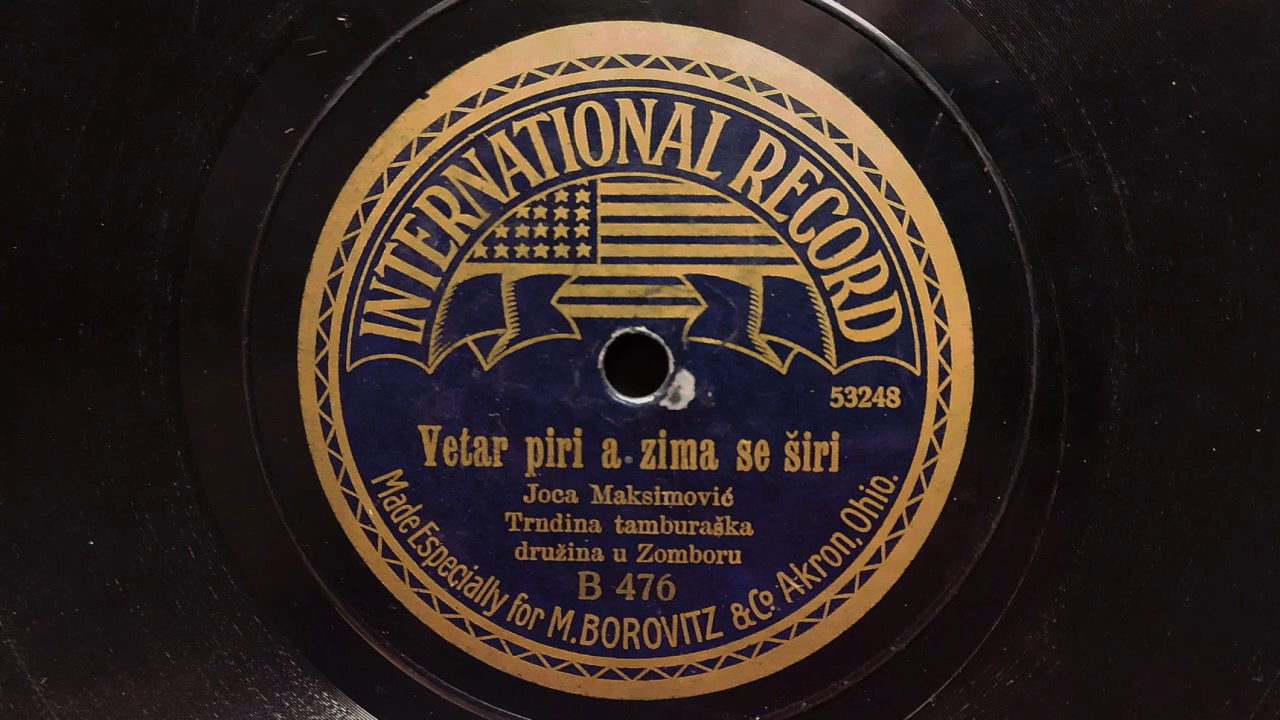 INTERNATIONAL RECORD
53248
Vetar piri a zima se širi
Joca Maksimović
Trndina tamburaška
družina u Zomboru
B 476
Made Especially for M. BOROVITZ & Co. Akron, Ohio.